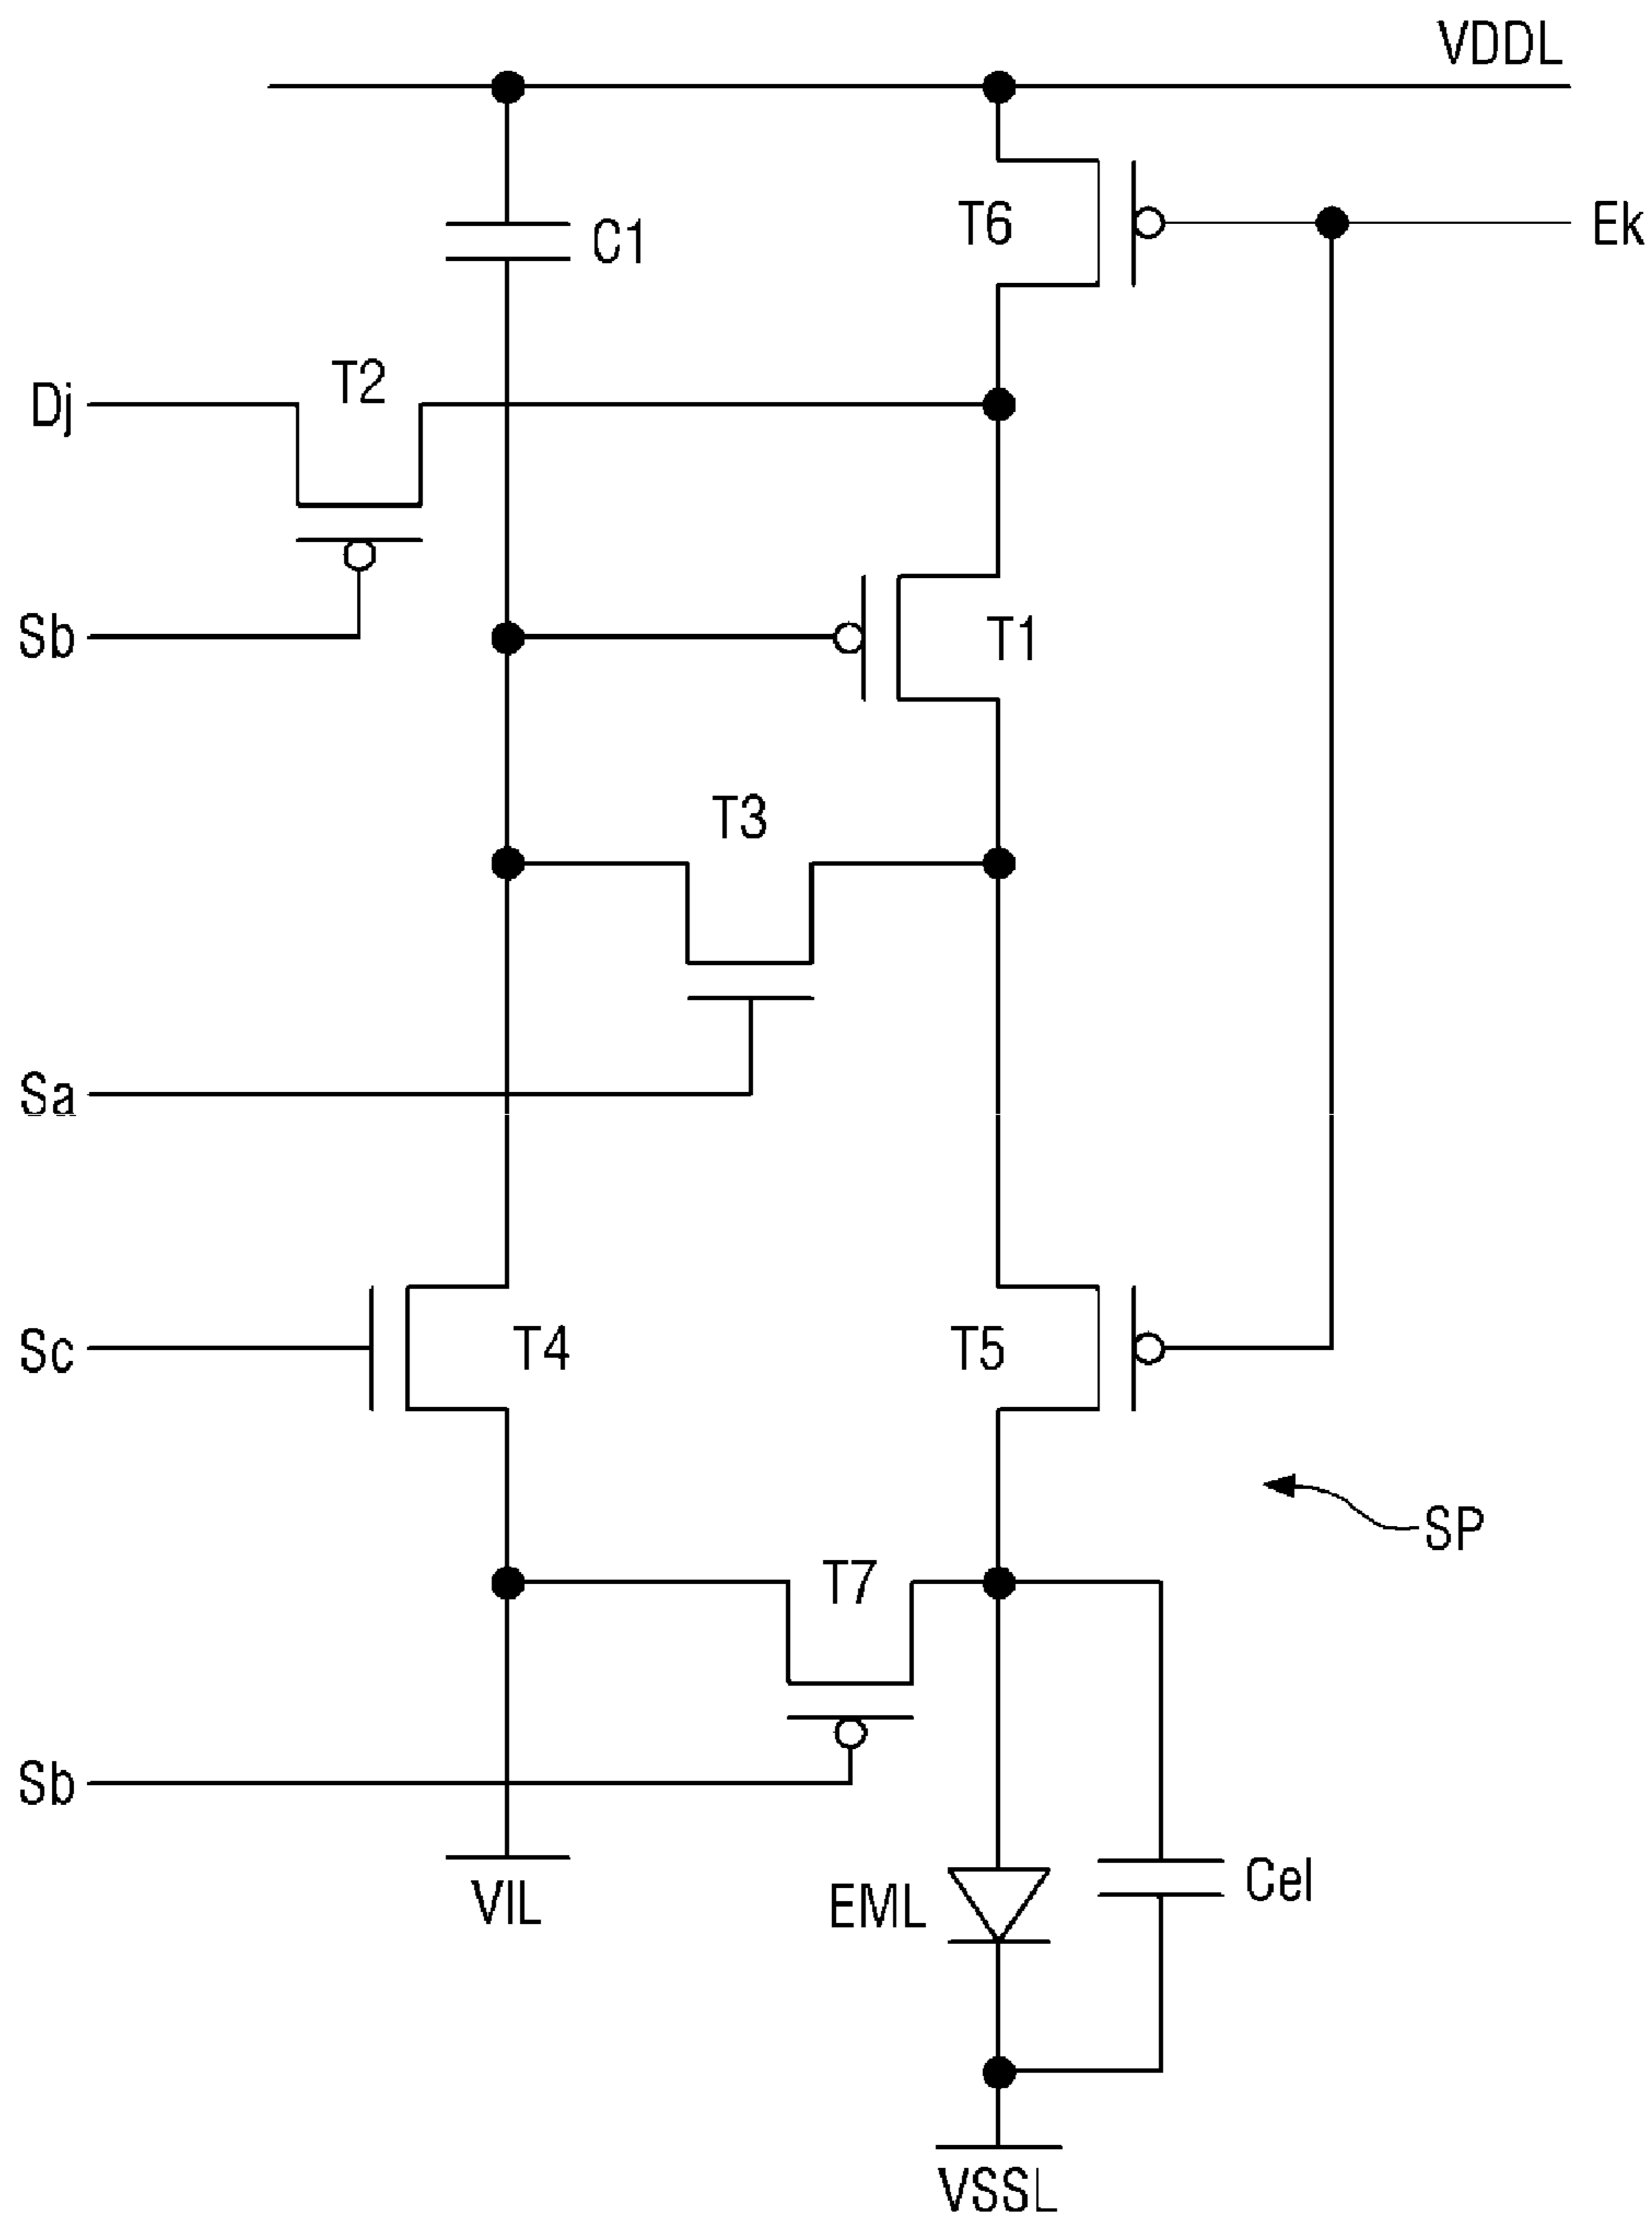 VDDL
C1
T6
Ek
Dj
T2
Sb
T1
T3
Sa
Sc
T4
T5
SP
T7
Sb
VIL
EML
Cel
VSSL